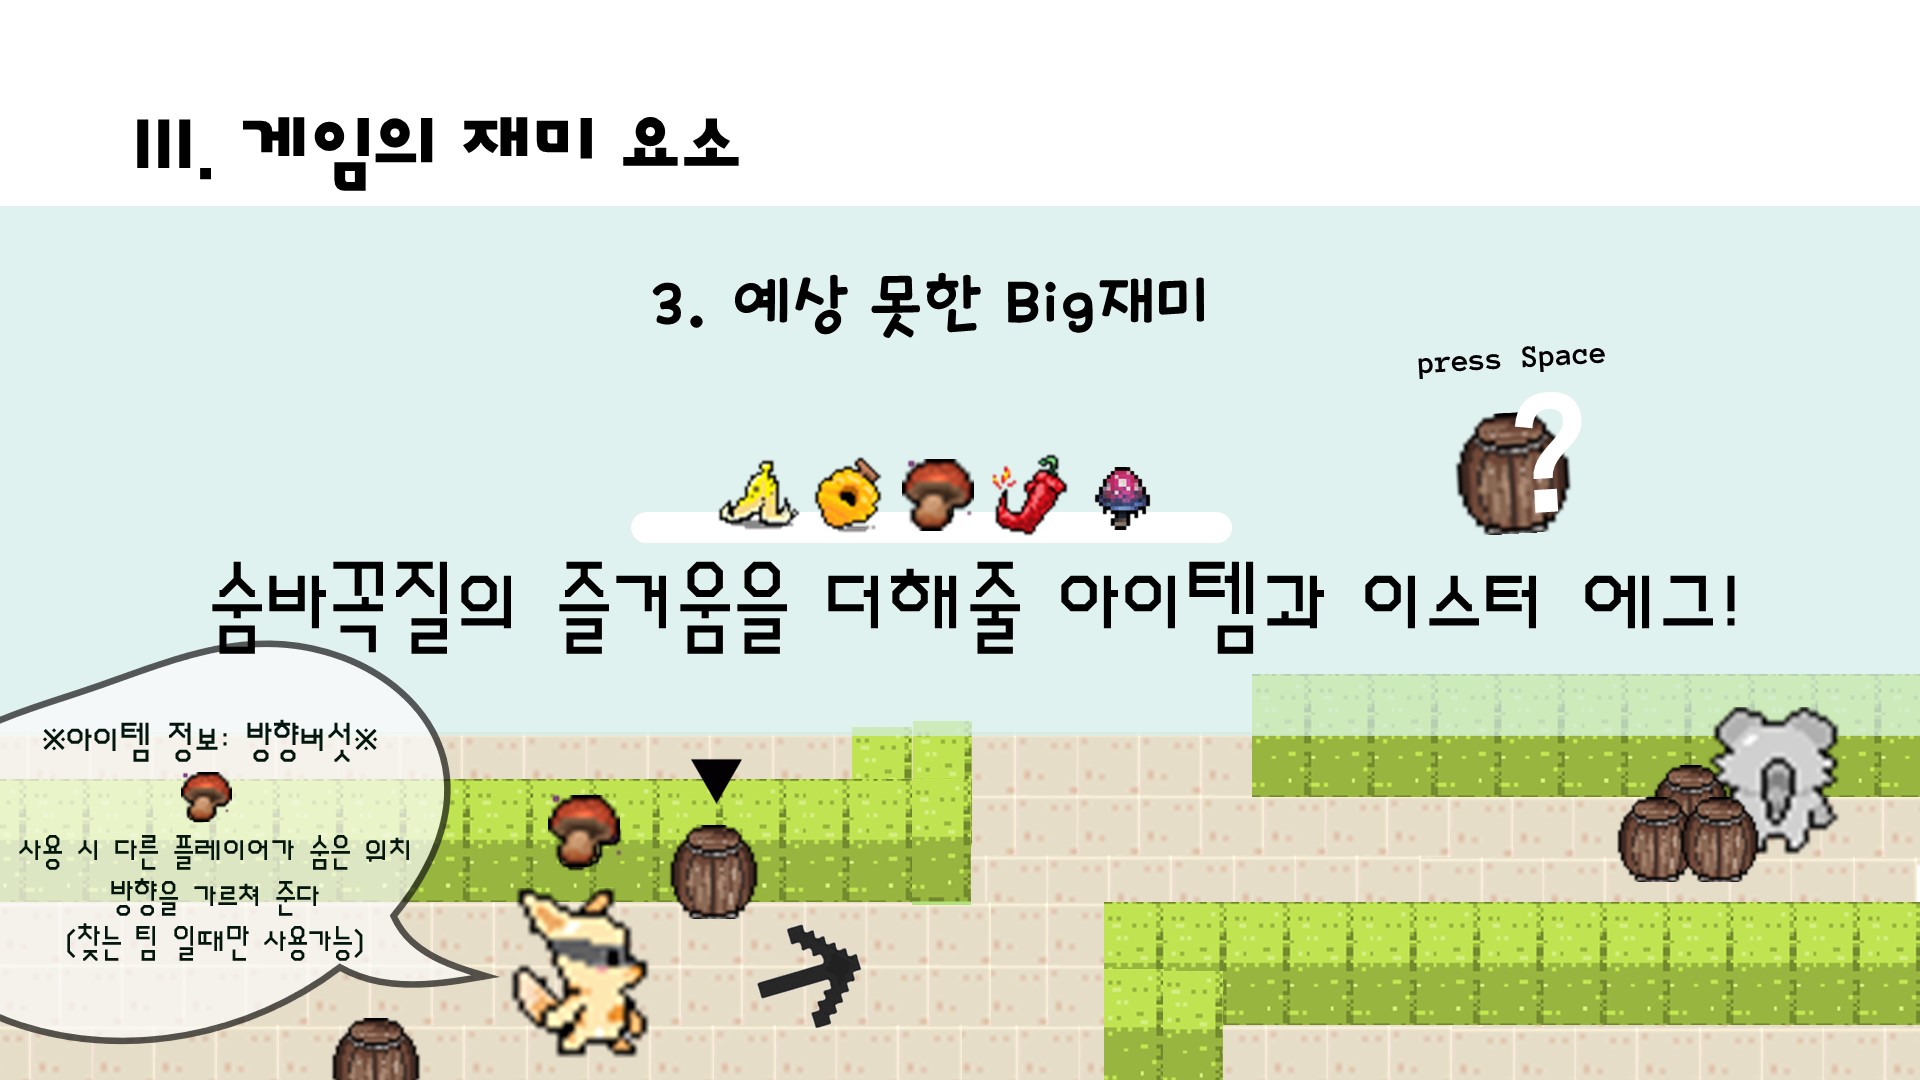 III. 게임의 재미 요소
3. 예상 못한 Big재미
press Space
?
숨바꼭질의 즐거움을 더해줄 아이템과 이스터 에그!
※아이템 정보: 방향버섯※
사용 시 다른 플레이어가 숨은 위치
방향을 가르쳐 준다
(찾는 팀 일때만 사용가능)